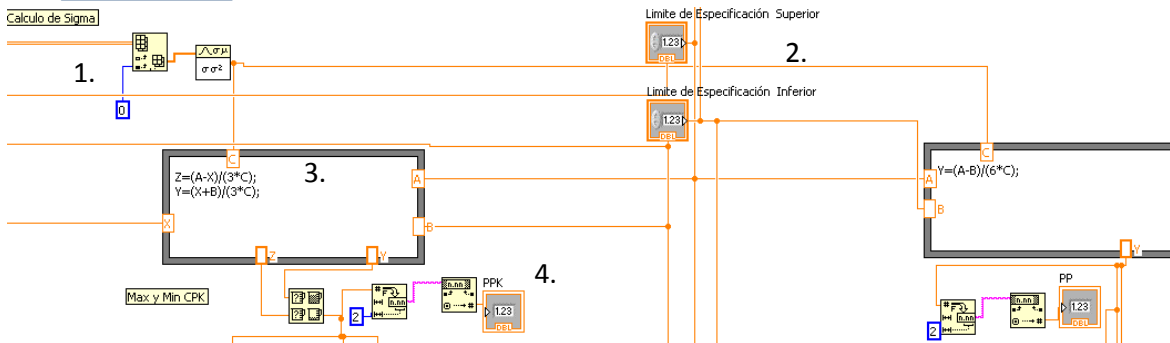 Calculo de Sigma
Limite de Especificación Superior
1.23
DBL
1.
σ μ
σ σ²
2.
0
Limite de Especificación Inferior
1.23
DBL
C
Z=(A-X)/(3*C);
Y=(X+B)/(3*C);
3.
A
X
B
Z
Y
C
Y=(A-B)/(6*C);
A
B
Y
Max y Min CPK
2
PPK
1.23
DBL
4.
2
PP
1.23
DBL